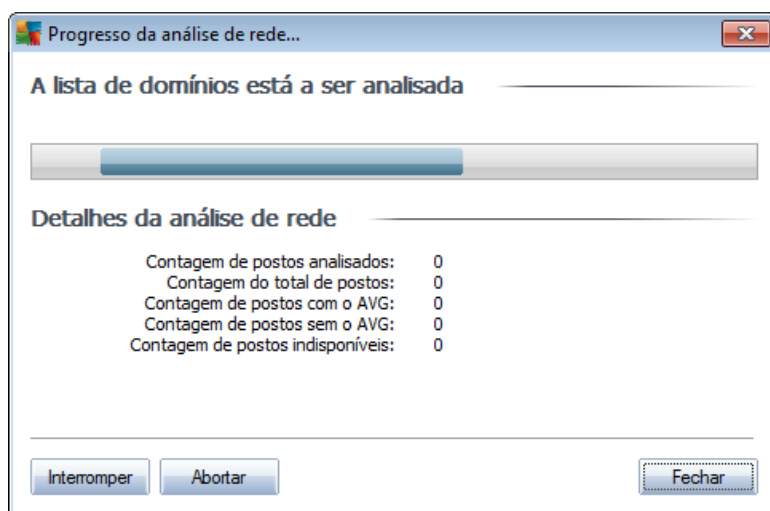 Progresso da análise de rede...
A lista de domínios está a ser analisada
Detalhes da análise de rede
Contagem de postos analisados: 0
Contagem do total de postos: 0
Contagem de postos com o AVG: 0
Contagem de postos sem o AVG: 0
Contagem de postos indisponíveis: 0
Interromper Abortar Fechar